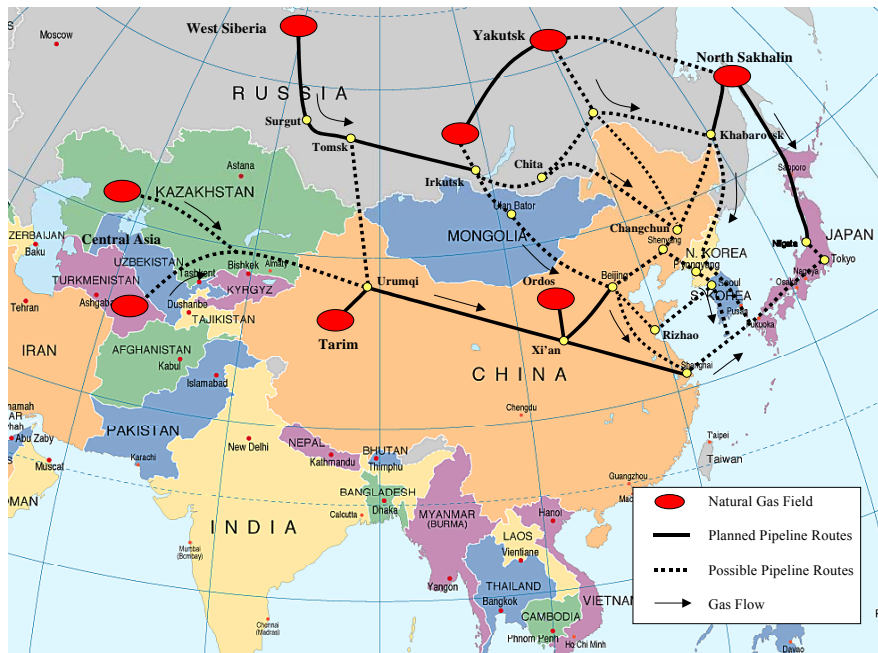 West Siberia
Yakutsk
North Sakhalin
Moscow
RUSSIA
Surgut
Tomsk
Khabarovsk
Chita
Irkutsk
Sapporo
Astana
KAZAKHSTAN
Ulan Bator
MONGOLIA
Changchun
Shenyang
JAPAN
ZERBAIJAN
Baku
Central Asia
UZBEKISTAN
Tashkent
Bishkek
Almaty
KYRGYZ
N. KOREA
Pyongyang
Tokyo
Nagoya
Osaka
TURKMENISTAN
Ashgaba
Dushanbe
TAJIKISTAN
Urumqi
Ordos
Beijing
Seoul
S. KOREA
Pusan
Fukuoka
Tehran
Tarim
Xi'an
Rizhao
IRAN
AFGHANISTAN
Kabul
Islamabad
CHINA
Shanghai
Chengdu
PAKISTAN
New Delhi
NEPAL
Kathmandu
BHUTAN
Thimphu
Taipei
Taiwan
namah
AR
Abu Zaby
Muscat
OMAN
Karachi
BANGLADESH
Dhaka
Calcutta
INDIA
MYANMAR
(BURMA)
Hanoi
Guangzhou
Mac
LAOS
Vientiane
Mumbai
(Bombay)
Yangon
THAILAND
Bangkok
VIETNAM
CAMBODIA
Phnom Penh
Ho Chi Minh
Chennai
(Madras)
Davao
Natural Gas Field
Planned Pipeline Routes
Possible Pipeline Routes
Gas Flow